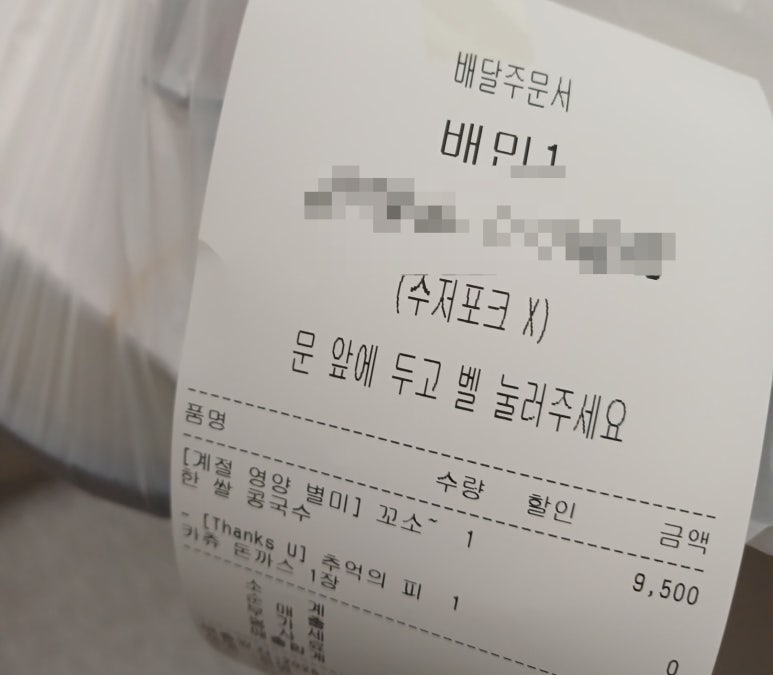 배달주문서
배민1
(수저포크 X)
문 앞에 두고 벨 눌러주세요
품명 수량 할인 금액
[계절 영양 별미] 꼬소~ 1 9,500
한 쌀 콩국수
- [Thanks U] 추억의 피 1 0
카츄 돈까스 1장